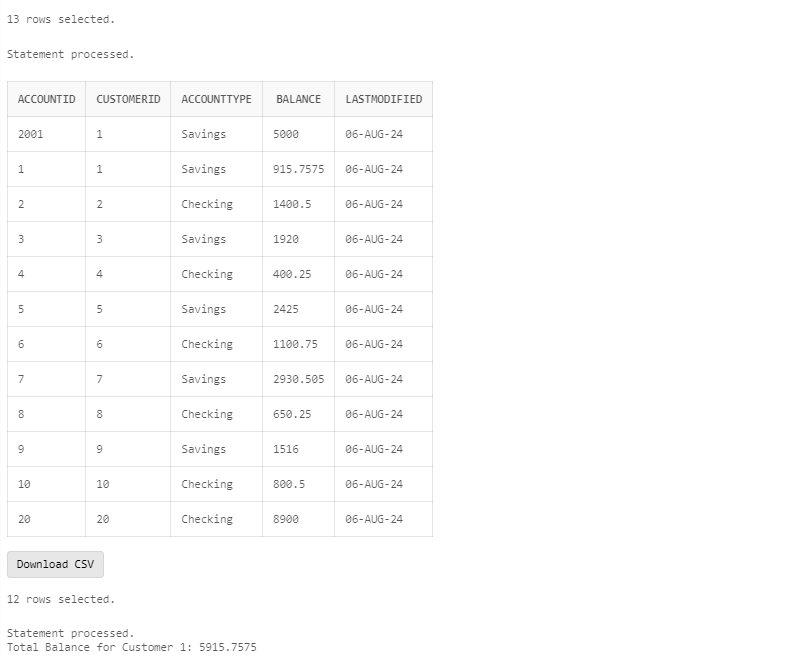 13 rows selected.
Statement processed.
ACCOUNTID CUSTOMERID ACCOUNTTYPE BALANCE LASTMODIFIED
2001 1 Savings 5000 06-AUG-24
1 1 Savings 915.7575 06-AUG-24
2 2 Checking 1400.5 06-AUG-24
3 3 Savings 1920 06-AUG-24
4 4 Checking 400.25 06-AUG-24
5 5 Savings 2425 06-AUG-24
6 6 Checking 1100.75 06-AUG-24
7 7 Savings 2930.505 06-AUG-24
8 8 Checking 650.25 06-AUG-24
9 9 Savings 1516 06-AUG-24
10 10 Checking 800.5 06-AUG-24
20 20 Checking 8900 06-AUG-24
Download CSV
12 rows selected.
Statement processed.
Total Balance for Customer 1: 5915.7575